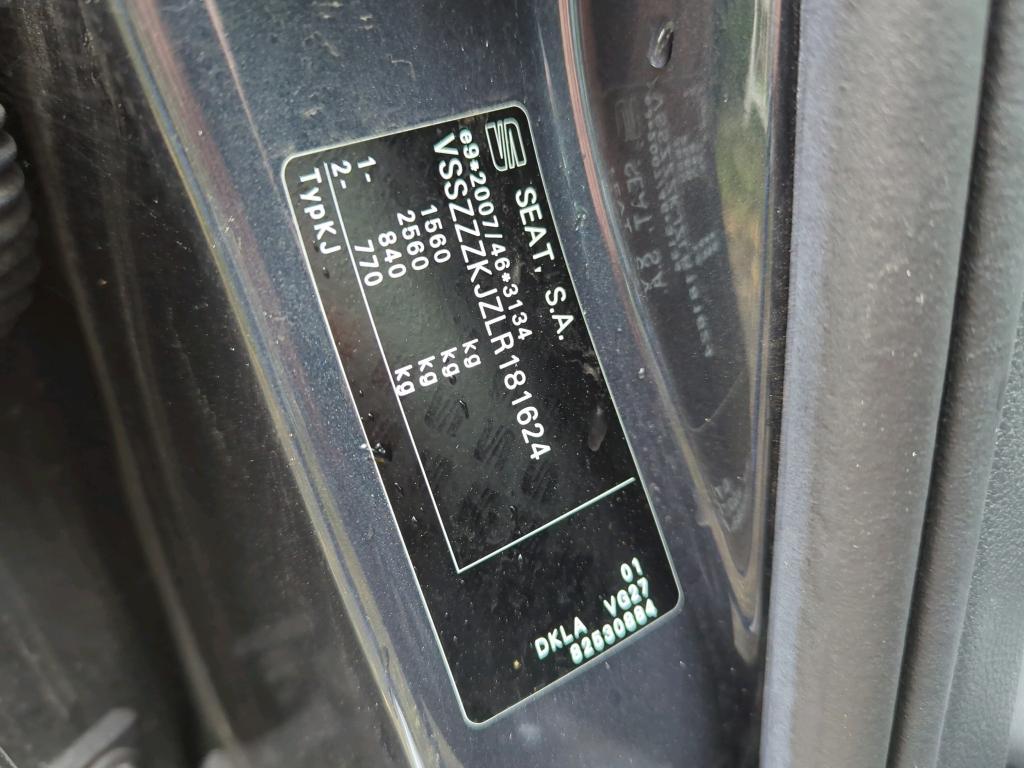 SEAT, S.A.
e9*2007/46*3134
VSSZZZKJZLR181624
1560 kg
2560 kg
1- 840 kg
2- 770 kg
TypKJ
01
VG27
DKLA
82530884